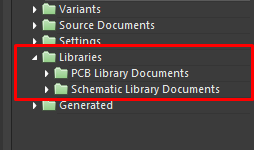 Variants
Source Documents
Settings
Libraries
PCB Library Documents
Schematic Library Documents
Generated